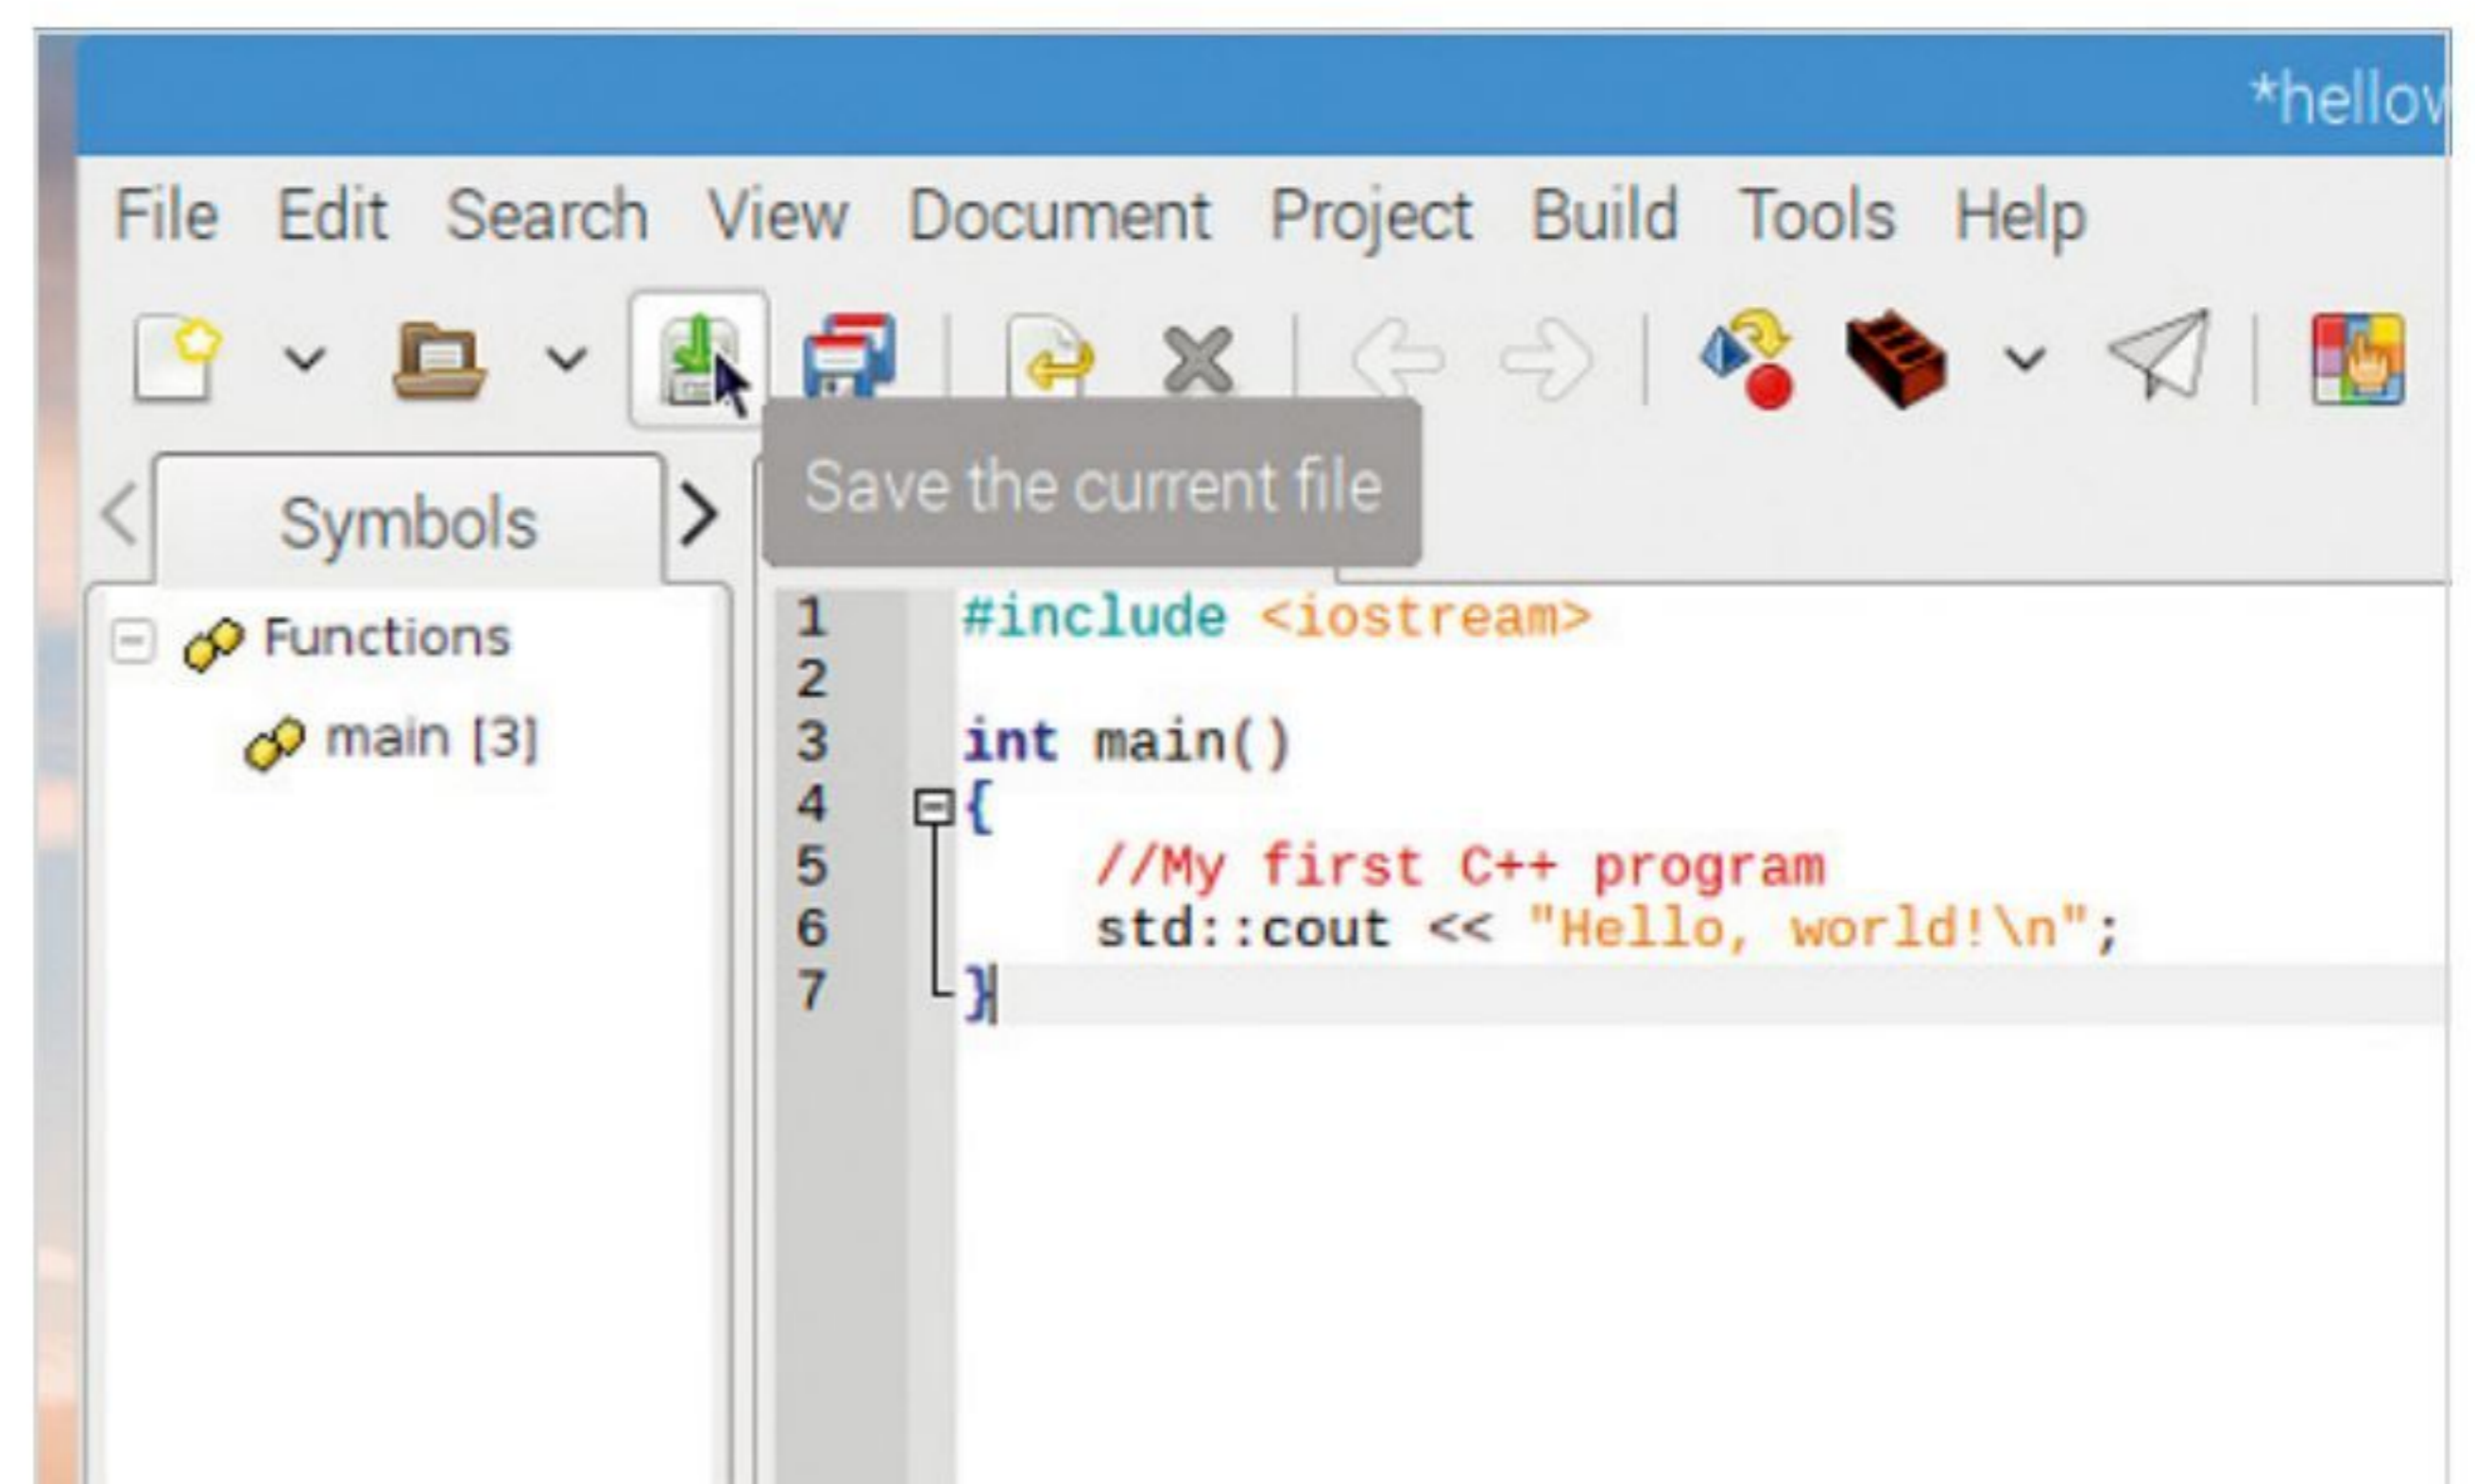 *hellow
File Edit Search View Document Project Build Tools Help
Save the current file
Symbols
Functions
main [3]
1 #include <iostream>
2
3 int main()
4 {
5 //My first C++ program
6 std::cout << "Hello, world!\n";
7 }